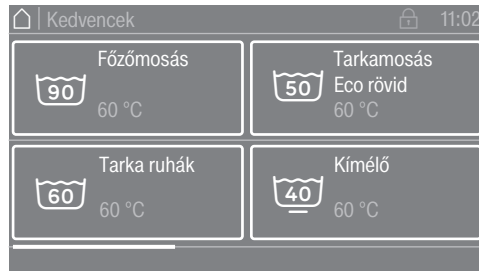 Kedvencek 11:02
Főzőmosás
90
60 °C
Tarkamosás
Eco rövid
50
60 °C
Tarka ruhák
60
60 °C
Kímélő
40
60 °C